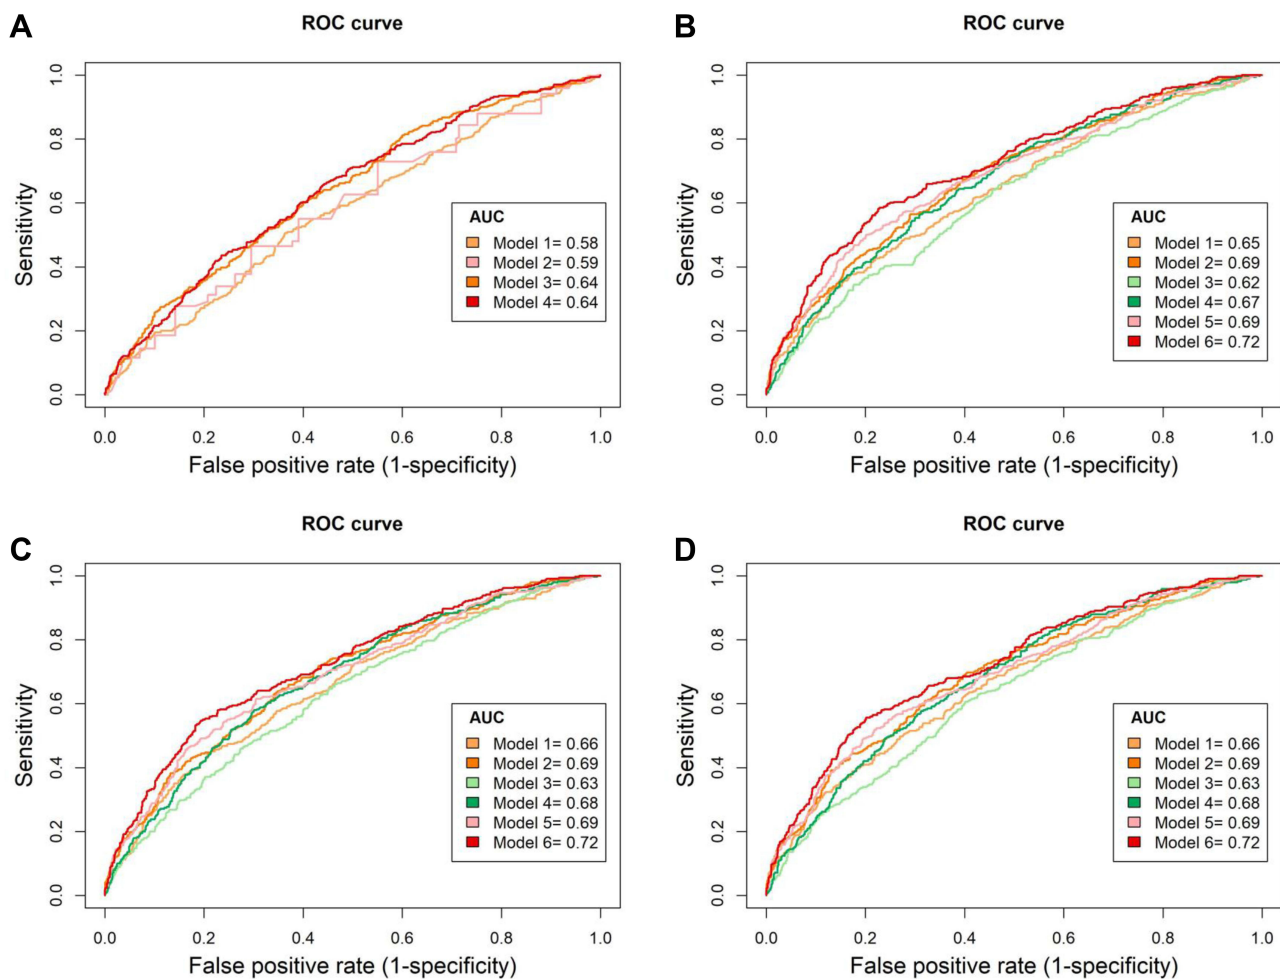 A
ROC curve
1.0
0.8
0.6
0.4
0.2
0.0
Sensitivity
AUC
Model 1= 0.58
Model 2= 0.59
Model 3= 0.64
Model 4= 0.64
0.0 0.2 0.4 0.6 0.8 1.0
False positive rate (1-specificity)
B
ROC curve
1.0
0.8
0.6
0.4
0.2
0.0
Sensitivity
AUC
Model 1= 0.65
Model 2= 0.69
Model 3= 0.62
Model 4= 0.67
Model 5= 0.69
Model 6= 0.72
0.0 0.2 0.4 0.6 0.8 1.0
False positive rate (1-specificity)
C
ROC curve
1.0
0.8
0.6
0.4
0.2
0.0
Sensitivity
AUC
Model 1= 0.66
Model 2= 0.69
Model 3= 0.63
Model 4= 0.68
Model 5= 0.69
Model 6= 0.72
0.0 0.2 0.4 0.6 0.8 1.0
False positive rate (1-specificity)
D
ROC curve
1.0
0.8
0.6
0.4
0.2
0.0
Sensitivity
AUC
Model 1= 0.66
Model 2= 0.69
Model 3= 0.63
Model 4= 0.68
Model 5= 0.69
Model 6= 0.72
0.0 0.2 0.4 0.6 0.8 1.0
False positive rate (1-specificity)